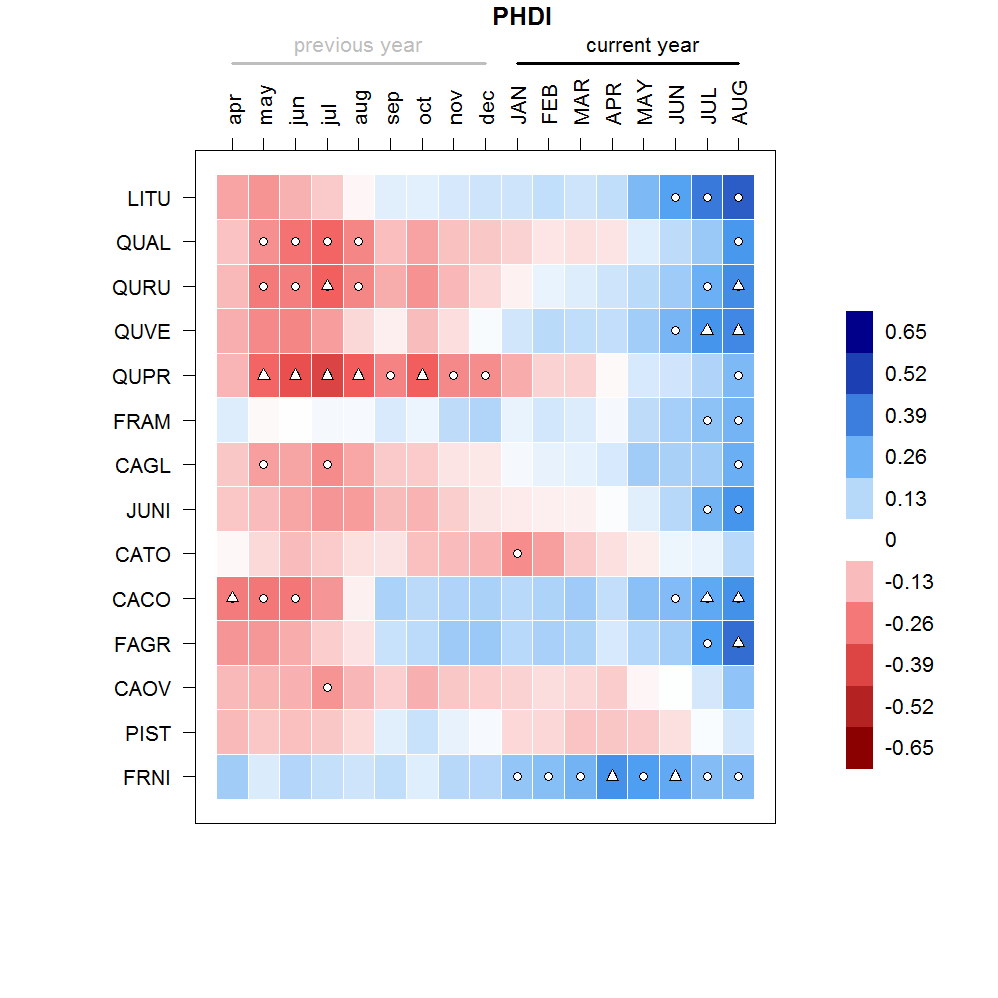 PHDI
previous year current year
apr may jun jul aug sep oct nov dec JAN FEB MAR APR MAY JUN JUL AUG
LITU
QUAL
QURU
QUVE
QUPR
FRAM
CAGL
JUNI
CATO
CACO
FAGR
CAOV
PIST
FRNI
0.65
0.52
0.39
0.26
0.13
0
-0.13
-0.26
-0.39
-0.52
-0.65